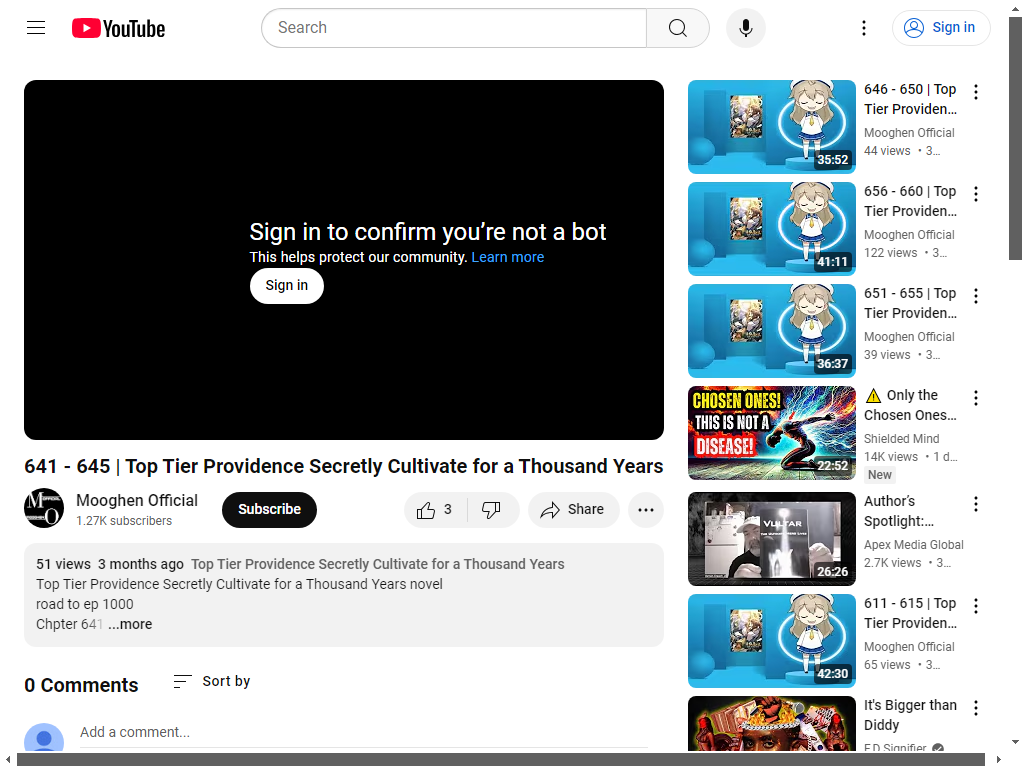 YouTube
Search
Sign in
Sign in to confirm you’re not a bot
This helps protect our community. Learn more
Sign in
641 - 645 | Top Tier Providence Secretly Cultivate for a Thousand Years
Mooghen Official
1.27K subscribers
Subscribe
3
Share
51 views 3 months ago Top Tier Providence Secretly Cultivate for a Thousand Years
Top Tier Providence Secretly Cultivate for a Thousand Years novel
road to ep 1000
Chpter 641 ...more
0 Comments
Sort by
Add a comment...
646 - 650 | Top
Tier Providen...
Mooghen Official
44 views • 3...
35:52
656 - 660 | Top
Tier Providen...
Mooghen Official
122 views • 3...
41:11
651 - 655 | Top
Tier Providen...
Mooghen Official
39 views • 3...
36:37
CHOSEN ONES!
THIS IS NOT A
DISEASE!
22:52
Only the
Chosen Ones...
Shielded Mind
14K views • 1 d...
New
VULTAR
26:26
Author’s
Spotlight:...
Apex Media Global
2.7K views • 3...
611 - 615 | Top
Tier Providen...
Mooghen Official
65 views • 3...
42:30
It's Bigger than
Diddy
F.D Signifier